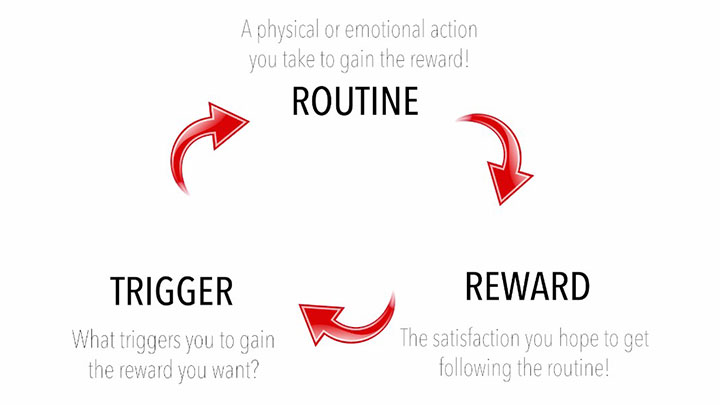 A physical or emotional action
you take to gain the reward!
ROUTINE
TRIGGER
What triggers you to gain
the reward you want?
REWARD
The satisfaction you hope to get
following the routine!